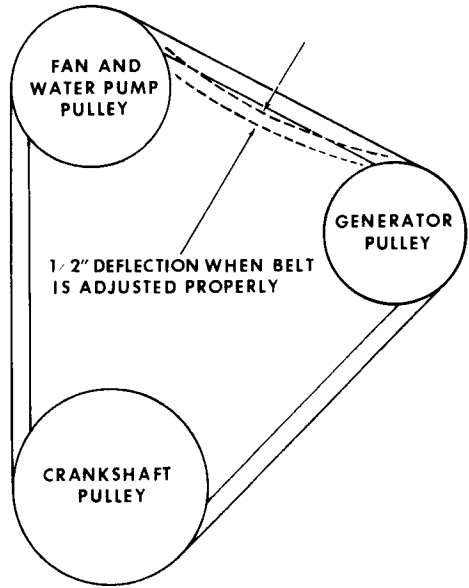 FAN AND
WATER PUMP
PULLEY
GENERATOR
PULLEY
1/2" DEFLECTION WHEN BELT
IS ADJUSTED PROPERLY
CRANKSHAFT
PULLEY